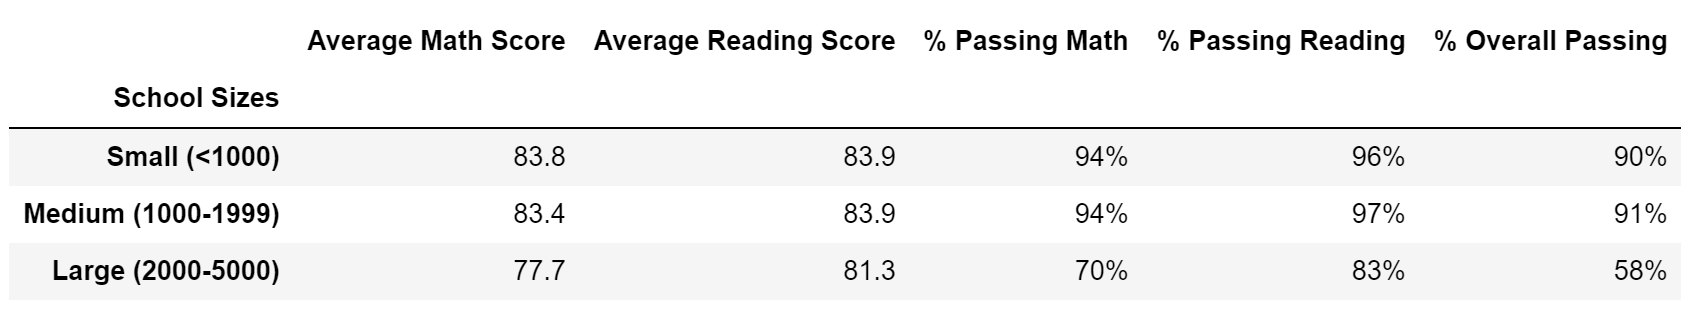 Average Math Score Average Reading Score % Passing Math % Passing Reading % Overall Passing
School Sizes
Small (<1000) 83.8 83.9 94% 96% 90%
Medium (1000-1999) 83.4 83.9 94% 97% 91%
Large (2000-5000) 77.7 81.3 70% 83% 58%